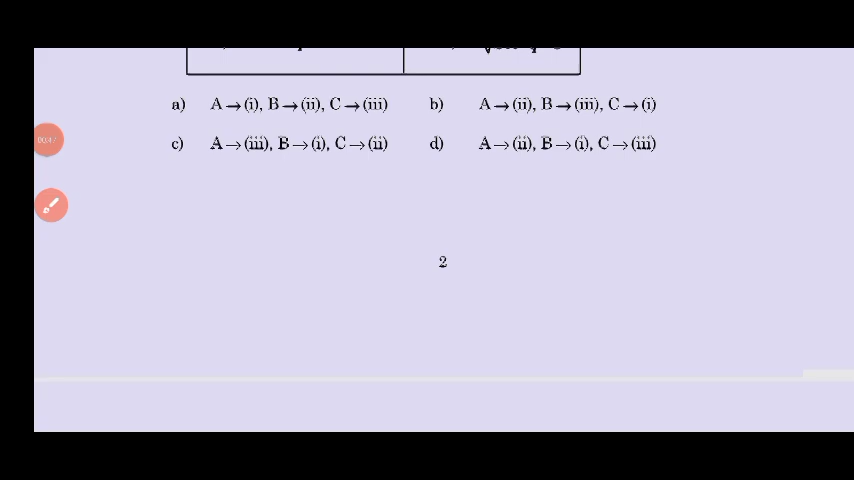 a) A→(i), B→(ii), C→(iii) b) A→(ii), B→(iii), C→(i)
c) A→(iii), B→(i), C→(ii) d) A→(ii), B→(i), C→(iii)
2